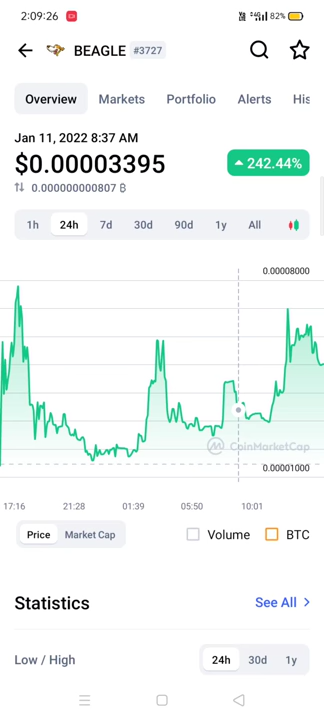 2:09:26 82%
BEAGLE #3727
Overview Markets Portfolio Alerts His
Jan 11, 2022 8:37 AM
$0.00003395 242.44%
0.000000000807 ₿
1h 24h 7d 30d 90d 1y All
0.00008000
CoinMarketCap
0.00001000
17:16 21:28 01:39 05:50 10:01
Price Market Cap Volume BTC
Statistics See All
Low / High 24h 30d 1y